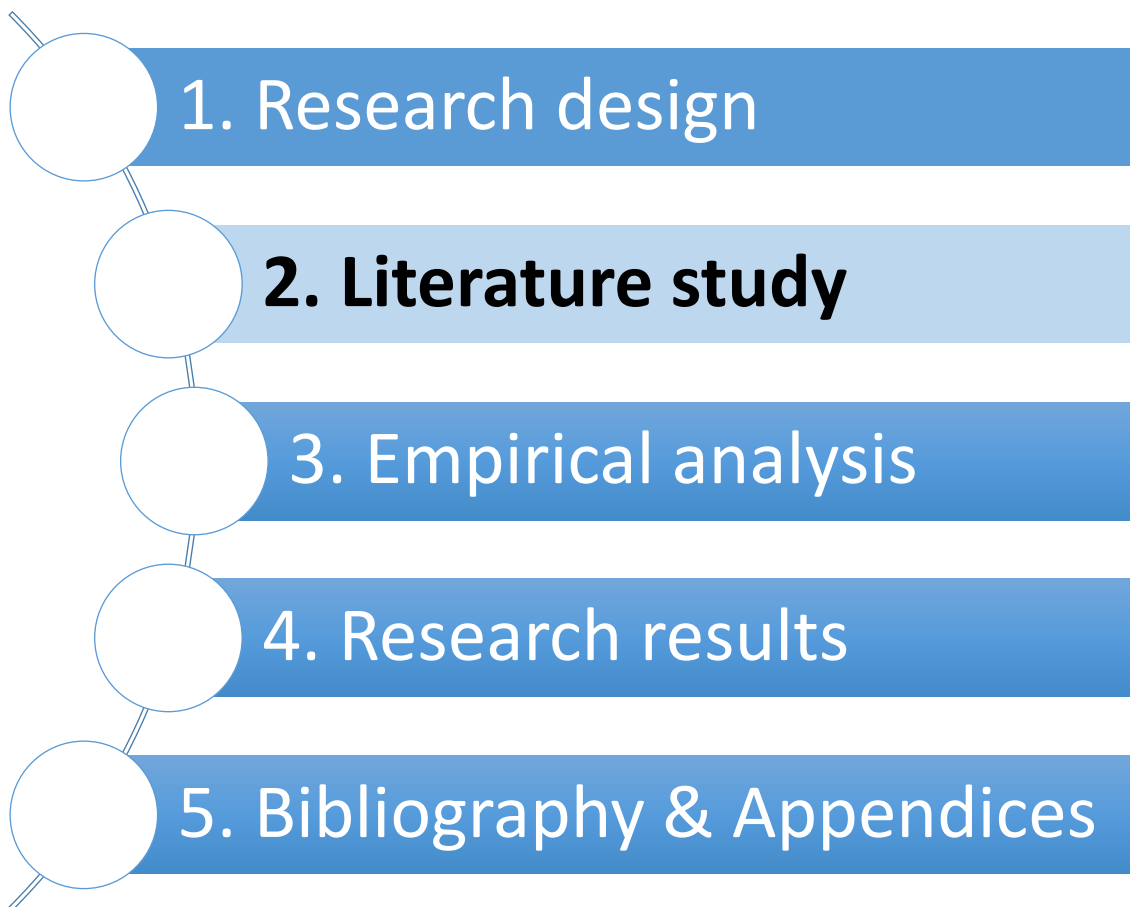 1. Research design
2. Literature study
3. Empirical analysis
4. Research results
5. Bibliography & Appendices